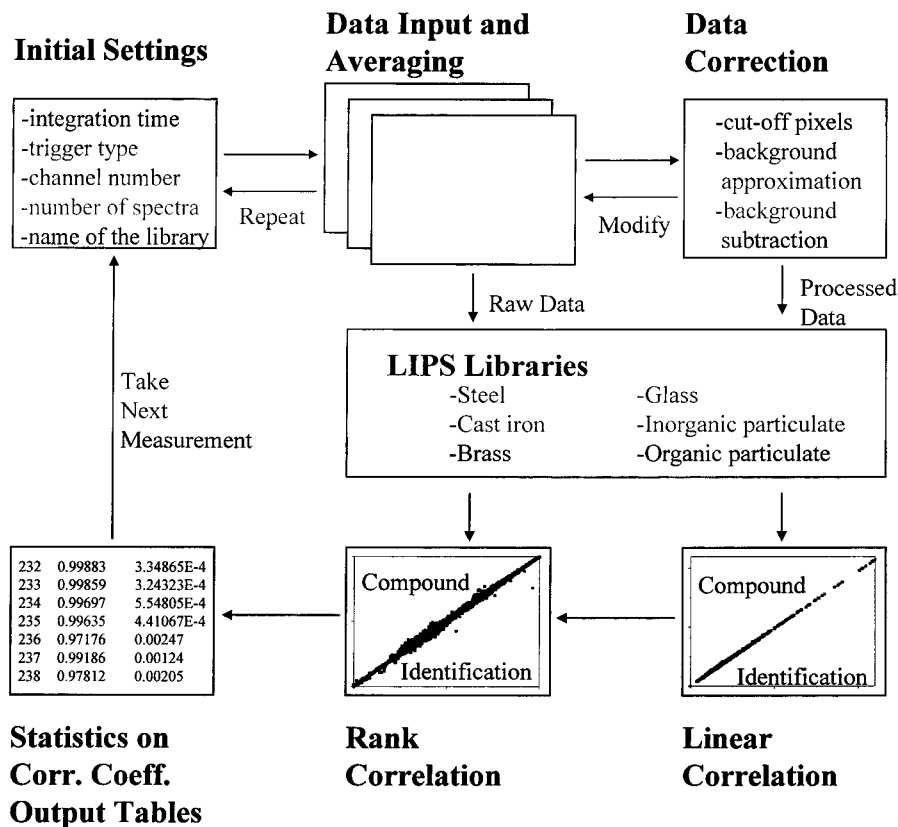 Initial Settings
Data Input and
Averaging
Data
Correction
-integration time
-trigger type
-channel number
-number of spectra
-name of the library
Repeat
Modify
-cut-off pixels
-background
approximation
-background
subtraction
Raw Data
Processed
Data
LIPS Libraries
-Steel
-Cast iron
-Brass
-Glass
-Inorganic particulate
-Organic particulate
Take
Next
Measurement
232 0.99883 3.34865E-4
233 0.99859 3.24323E-4
234 0.99697 5.54805E-4
235 0.99635 4.41067E-4
236 0.97176 0.00247
237 0.99186 0.00124
238 0.97812 0.00205
Compound
Identification
Compound
Identification
Statistics on
Corr. Coeff.
Output Tables
Rank
Correlation
Linear
Correlation